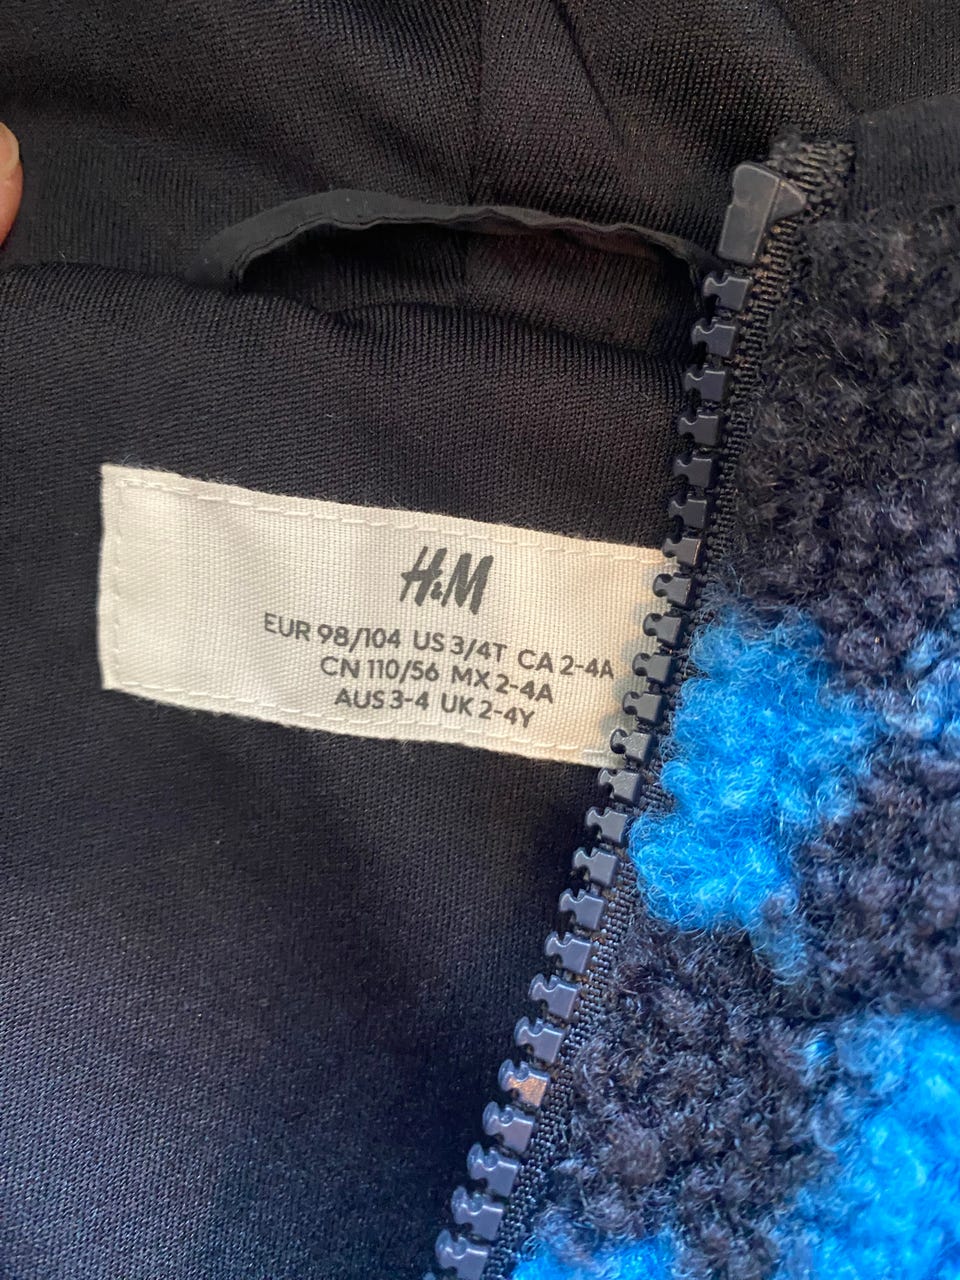 H&M
EUR 98/104 US 3/4T CA 2-4A
CN 110/56 MX 2-4A
AUS 3-4 UK 2-4Y